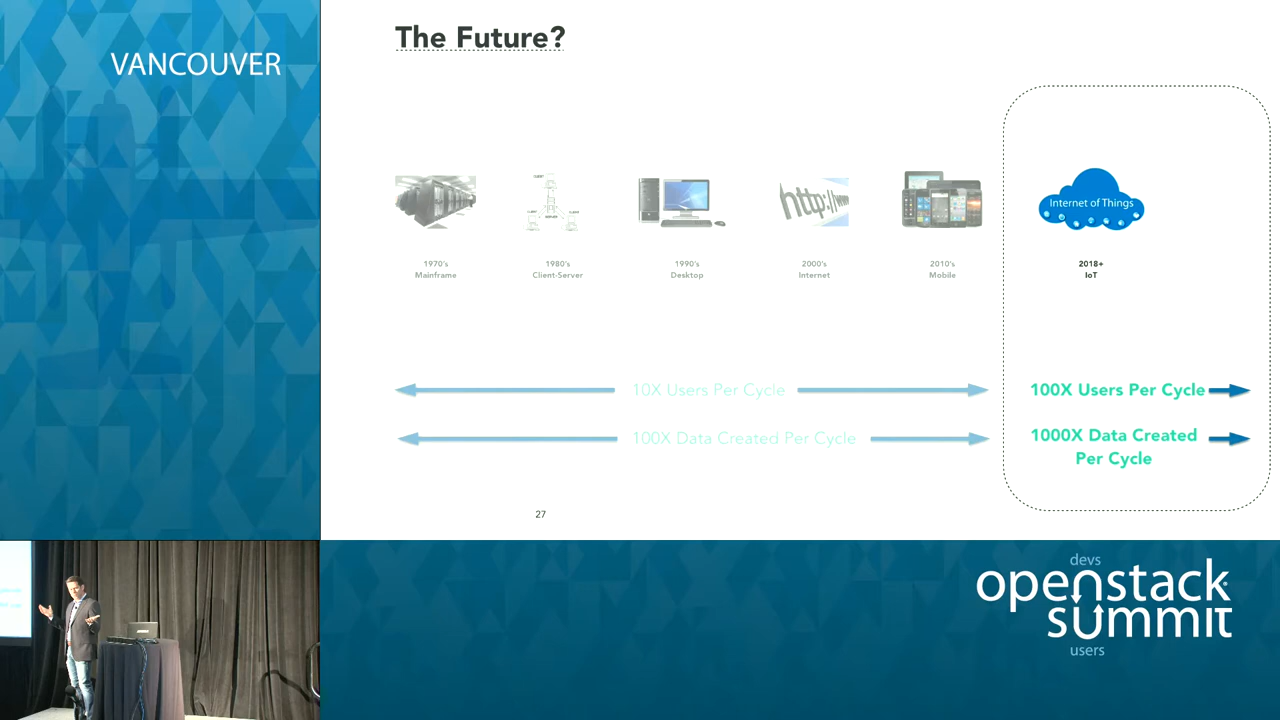 VANCOUVER
The Future?
Internet of Things
1970's
Mainframe
1980's
Client-Server
1990's
Desktop
2000's
Internet
2010's
Mobile
2018+
IoT
10X Users Per Cycle
100X Users Per Cycle
100X Data Created Per Cycle
1000X Data Created
Per Cycle
27
devs
openstack
summit
users